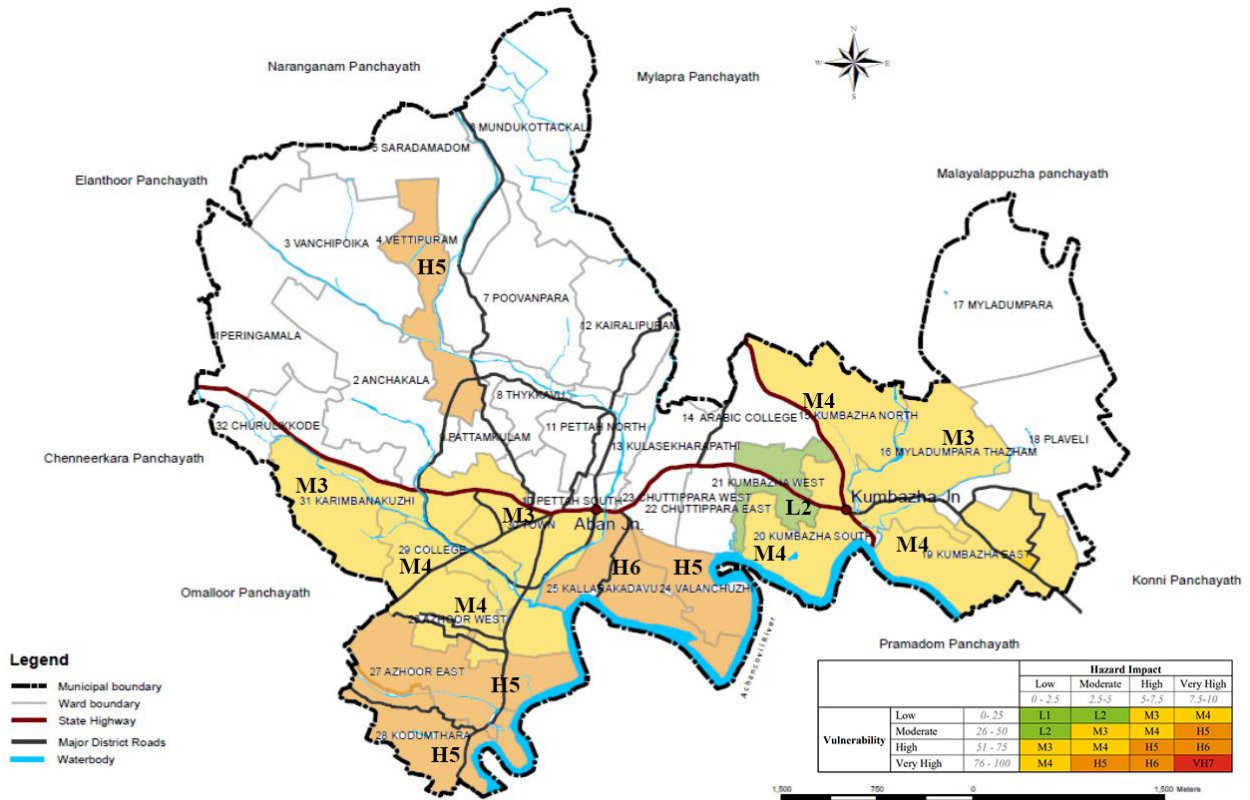 N
W
E
S
Naranganam Panchayath
Mylapra Panchayath
6 MUNDUKOTTACKAL
5 SARADAMADOM
Elanthoor Panchayath
Malayalappuzha panchayath
3 VANCHIPOIKA
4 VETTIPURAM
H5
7 POOVANPARA
17 MYLADUMPARA
12 KAIRALIPURAM
1PERINGAMALA
2 ANCHAKALA
8 THYKKAVU
M4
14 ARABIC COLLEGE
15 KUMBAZHA NORTH
32 CHURULIKKODE
11 PETTAH NORTH
9 PATTAMKULAM
13 KULASEKHARAPATHI
M3
18 PLAVELI
16 MYLADUMPARA THAZHAM
Chenneerkara Panchayath
M3
31 KARIMBANAKUZHI
21 KUMBAZHA WEST
10 PETTAH SOUTH
23 CHUTTIPPARA WEST
Kumbazha Jn
22 CHUTTIPPARA EAST
L2
M3
TOWN
Aban Jn.
20 KUMBAZHA SOUTH
29 COLLEGE
M4
M4
M4
19 KUMBAZHA EAST
H6
H5
Konni Panchayath
25 KALLARAKADAVU
24 VALANCHUZHI
Omalloor Panchayath
M4
26 AZHOOR WEST
Achancovil River
Pramadom Panchayath
27 AZHOOR EAST
H5
28 KODUMTHARA
H5
Legend
Municipal boundary
Ward boundary
State Highway
Major District Roads
Waterbody
Hazard Impact
Low Moderate High Very High
0 - 2.5 2.5-5 5-7.5 7.5-10
Vulnerability
Low 0- 25 L1 L2 M3 M4
Moderate 26 - 50 L2 M3 M4 H5
High 51 - 75 M3 M4 H5 H6
Very High 76 - 100 M4 H5 H6 VH7
1,500 750 0 1,500 Meters